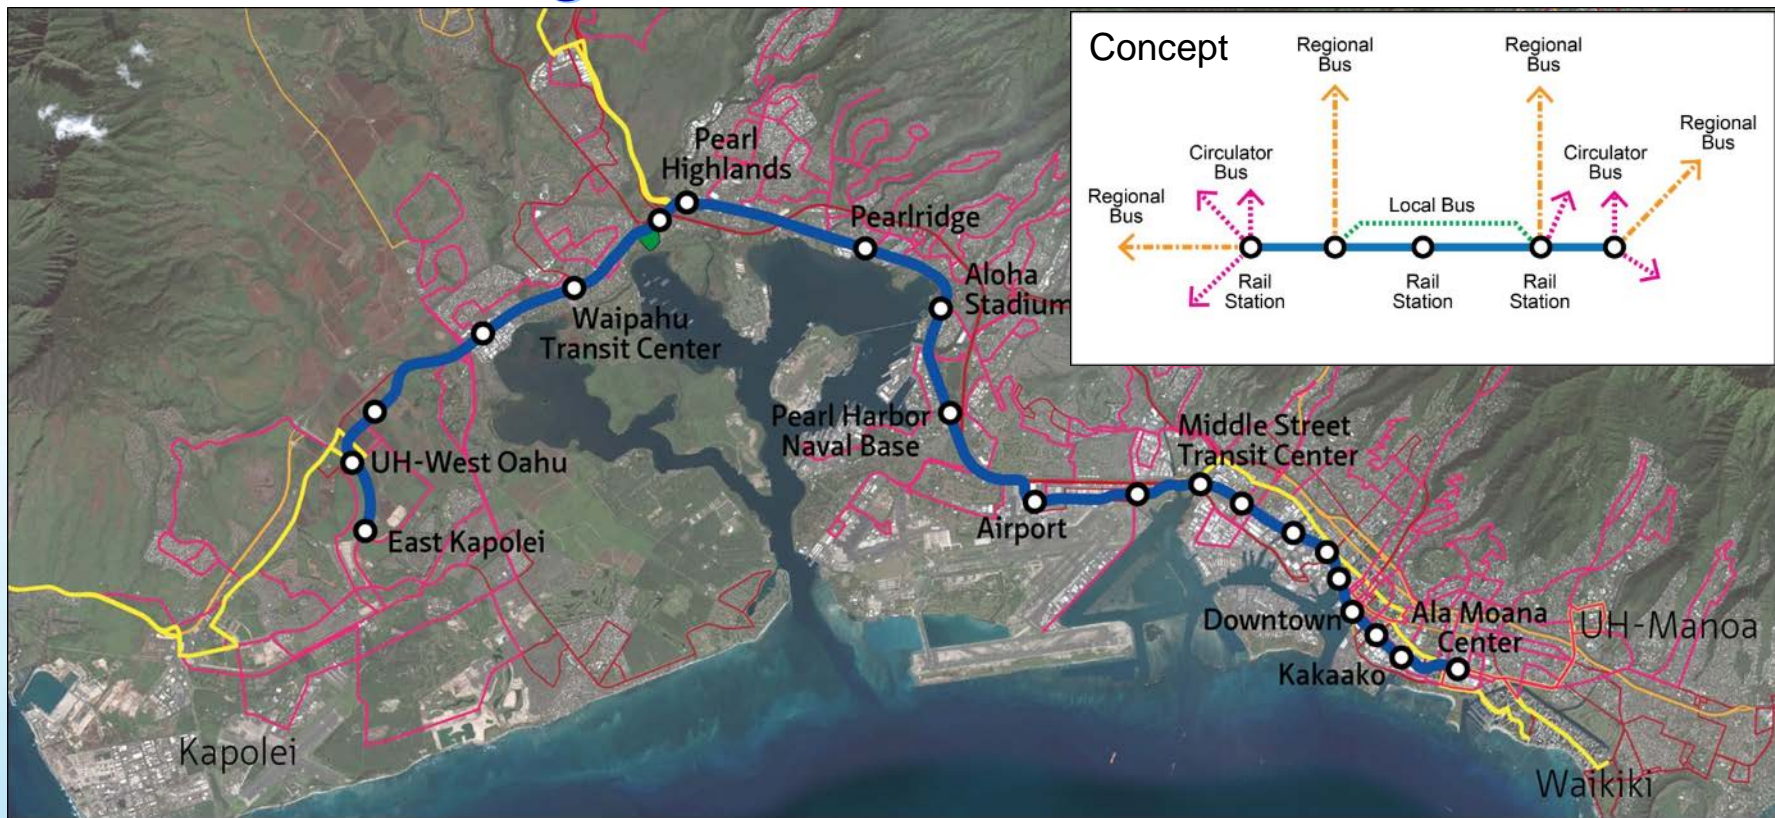 Concept
Regional
Bus
Regional
Bus
Regional
Bus
Circulator
Bus
Circulator
Bus
Regional
Bus
Local Bus
Rail
Station
Rail
Station
Rail
Station
Pearl
Highlands
Pearlridge
Aloha
Stadium
Waipahu
Transit Center
Pearl Harbor
Naval Base
Middle Street
Transit Center
UH-West Oahu
Airport
East Kapolei
Downtown
Ala Moana
Center
UH-Manoa
Kakaako
Kapolei
Waikiki